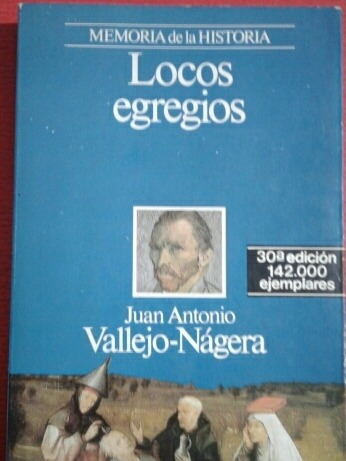 MEMORIA de la HISTORIA
Locos
egregios
30ª edición
142.000
ejemplares
Juan Antonio
Vallejo-Nágera